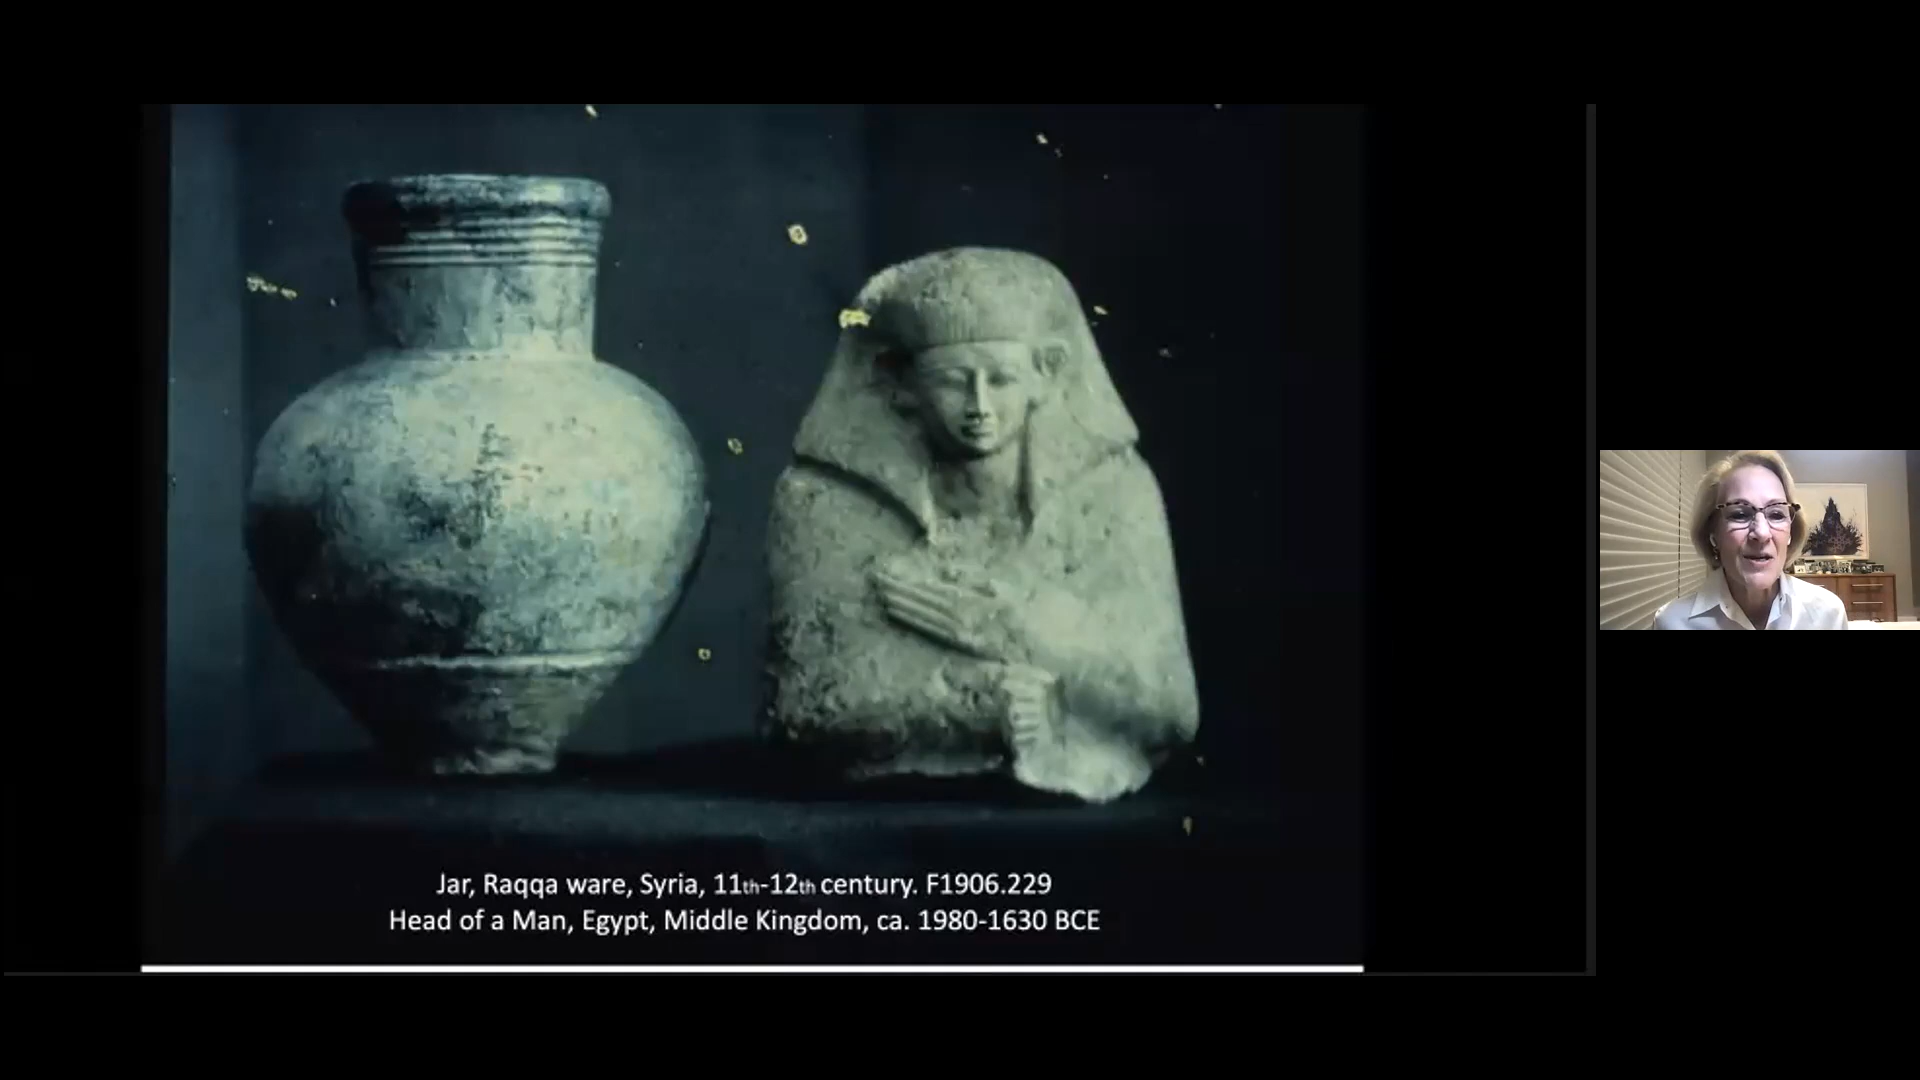 Jar, Raqqa ware, Syria, 11th-12th century. F1906.229
Head of a Man, Egypt, Middle Kingdom, ca. 1980-1630 BCE